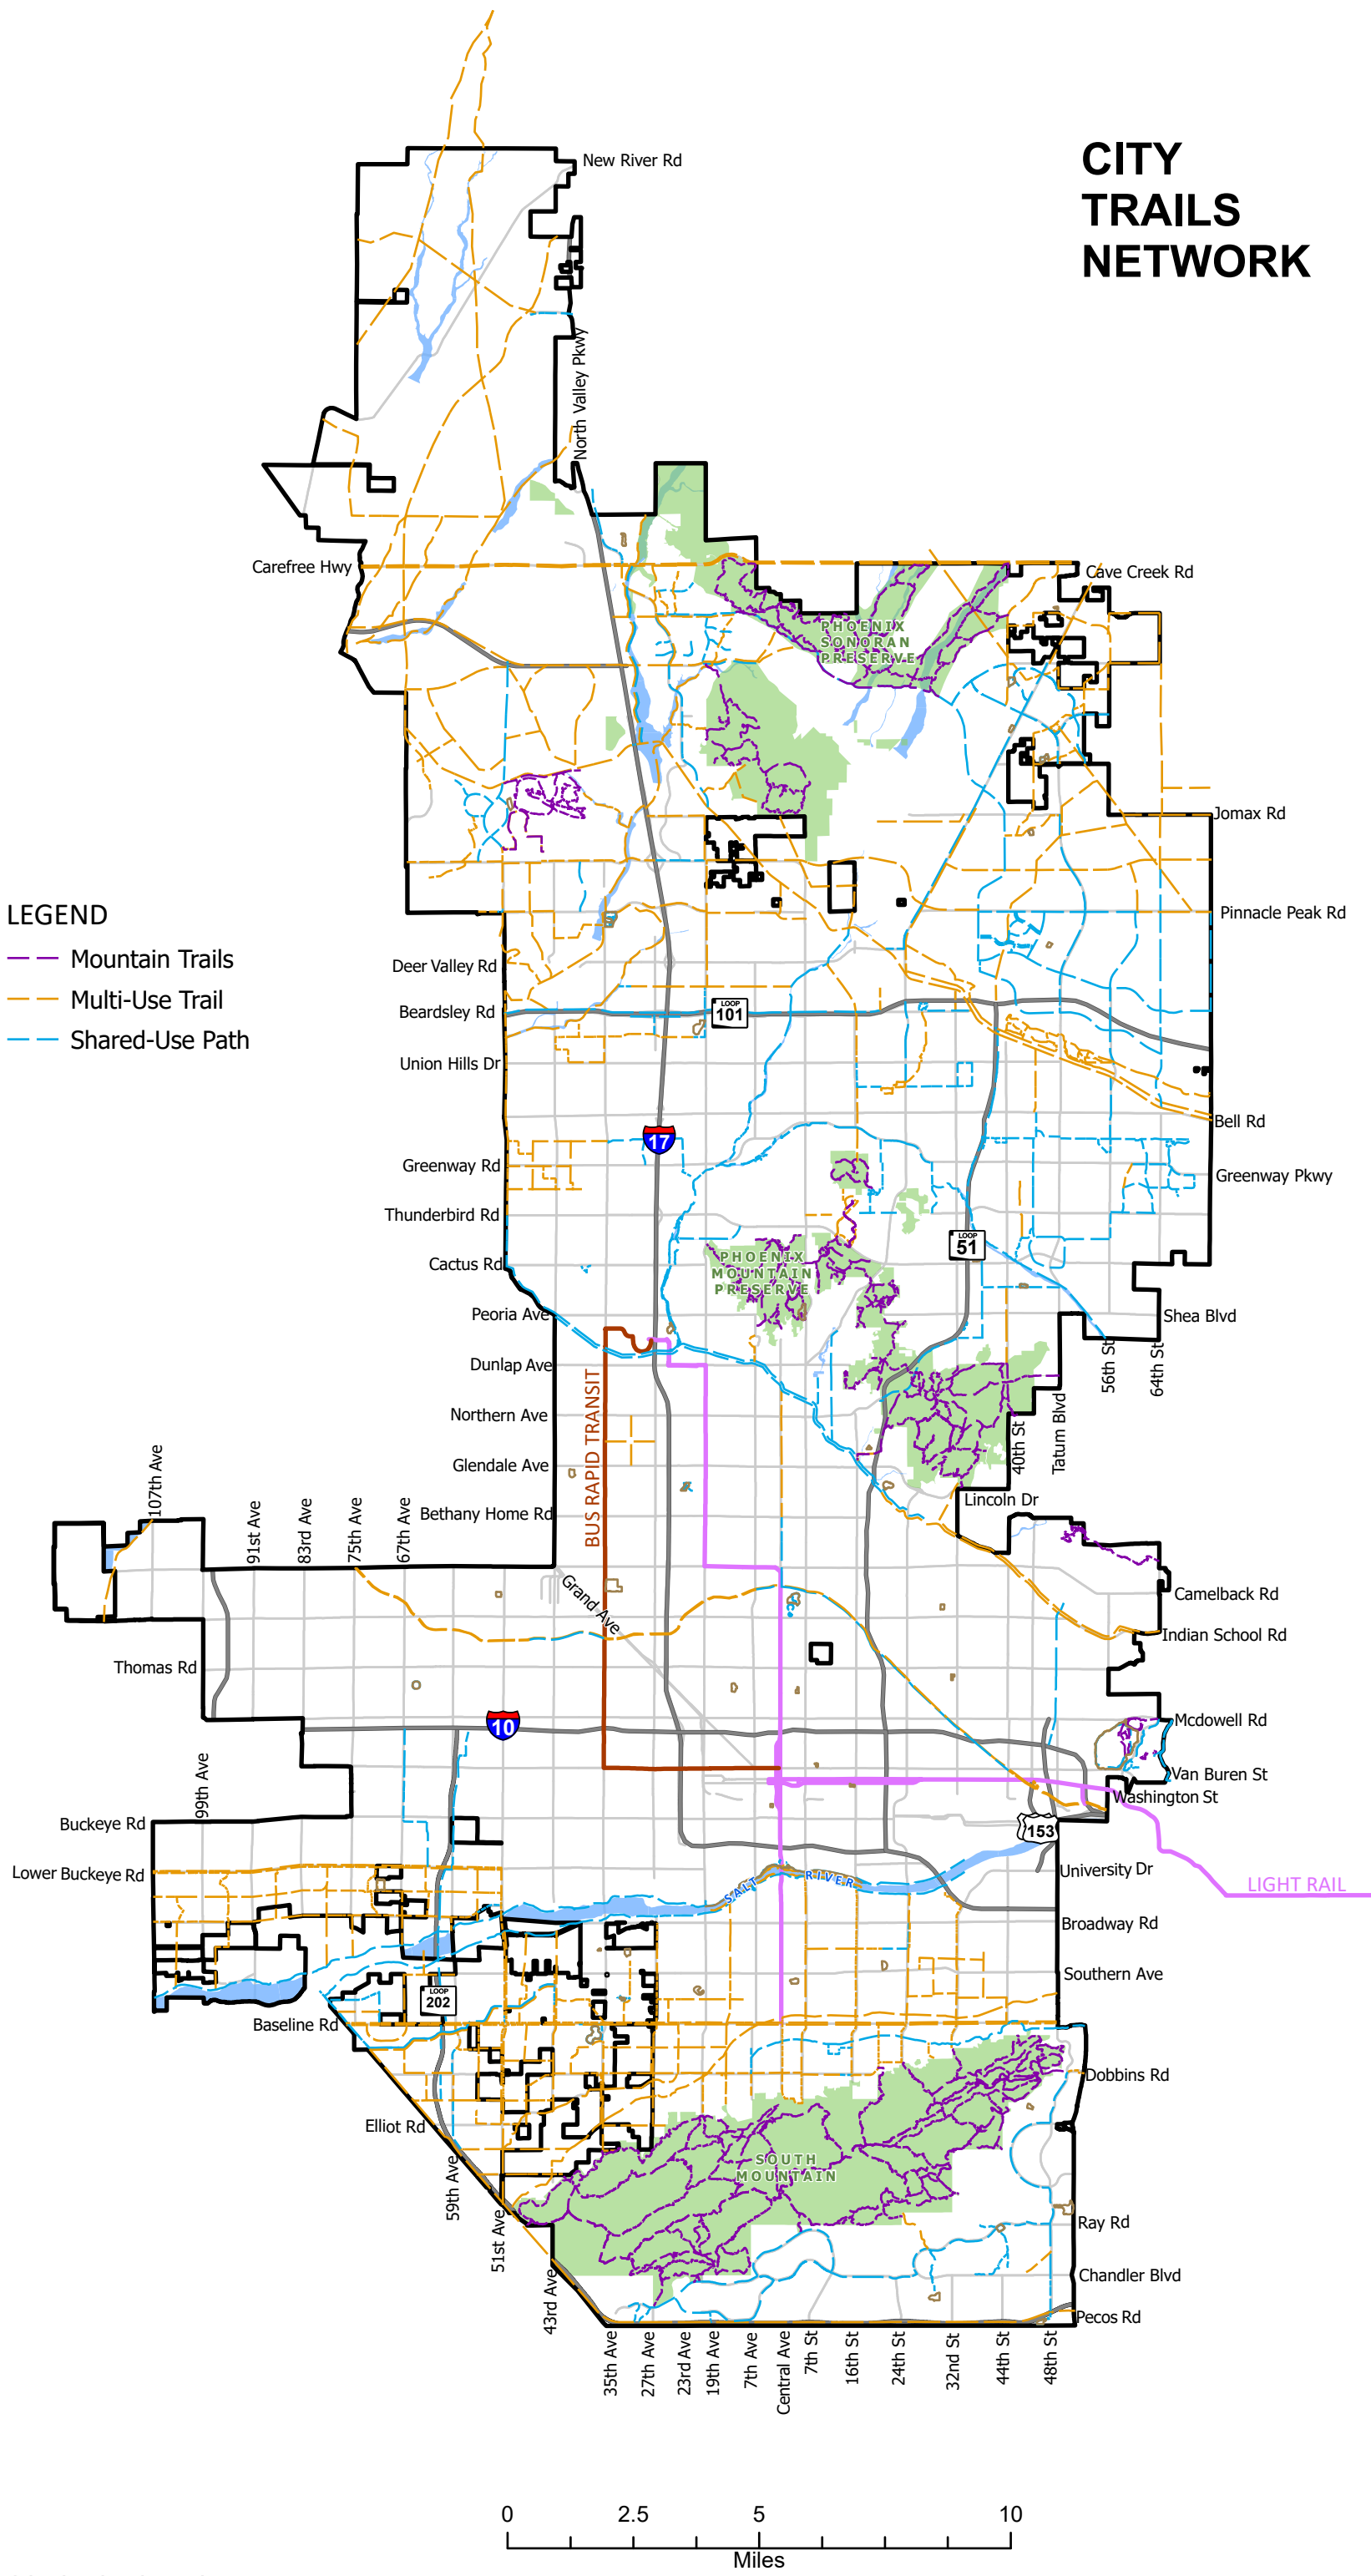 CITY
TRAILS
NETWORK
New River Rd
North Valley Pkwy
Carefree Hwy
Cave Creek Rd
PHOENIX
SONORAN
PRESERVE
Jomax Rd
LEGEND
Mountain Trails
Multi-Use Trail
Shared-Use Path
Pinnacle Peak Rd
Deer Valley Rd
Beardsley Rd
LOOP
101
Union Hills Dr
Bell Rd
17
Greenway Rd
Greenway Pkwy
Thunderbird Rd
LOOP
51
Cactus Rd
PHOENIX
MOUNTAIN
PRESERVE
Peoria Ave
Shea Blvd
Dunlap Ave
56th St
64th St
BUS RAPID TRANSIT
Northern Ave
40th St
Tatum Blvd
Glendale Ave
107th Ave
91st Ave
83rd Ave
75th Ave
67th Ave
Bethany Home Rd
Lincoln Dr
Grand Ave
Camelback Rd
Indian School Rd
Thomas Rd
10
Mcdowell Rd
99th Ave
Van Buren St
Washington St
Buckeye Rd
153
Lower Buckeye Rd
University Dr
SALT RIVER
LIGHT RAIL
Broadway Rd
Southern Ave
LOOP
202
Baseline Rd
Dobbins Rd
Elliot Rd
SOUTH
MOUNTAIN
59th Ave
51st Ave
43rd Ave
Ray Rd
Chandler Blvd
Pecos Rd
35th Ave
27th Ave
23rd Ave
19th Ave
7th Ave
Central Ave
7th St
16th St
24th St
32nd St
44th St
48th St
0 2.5 5 10
Miles